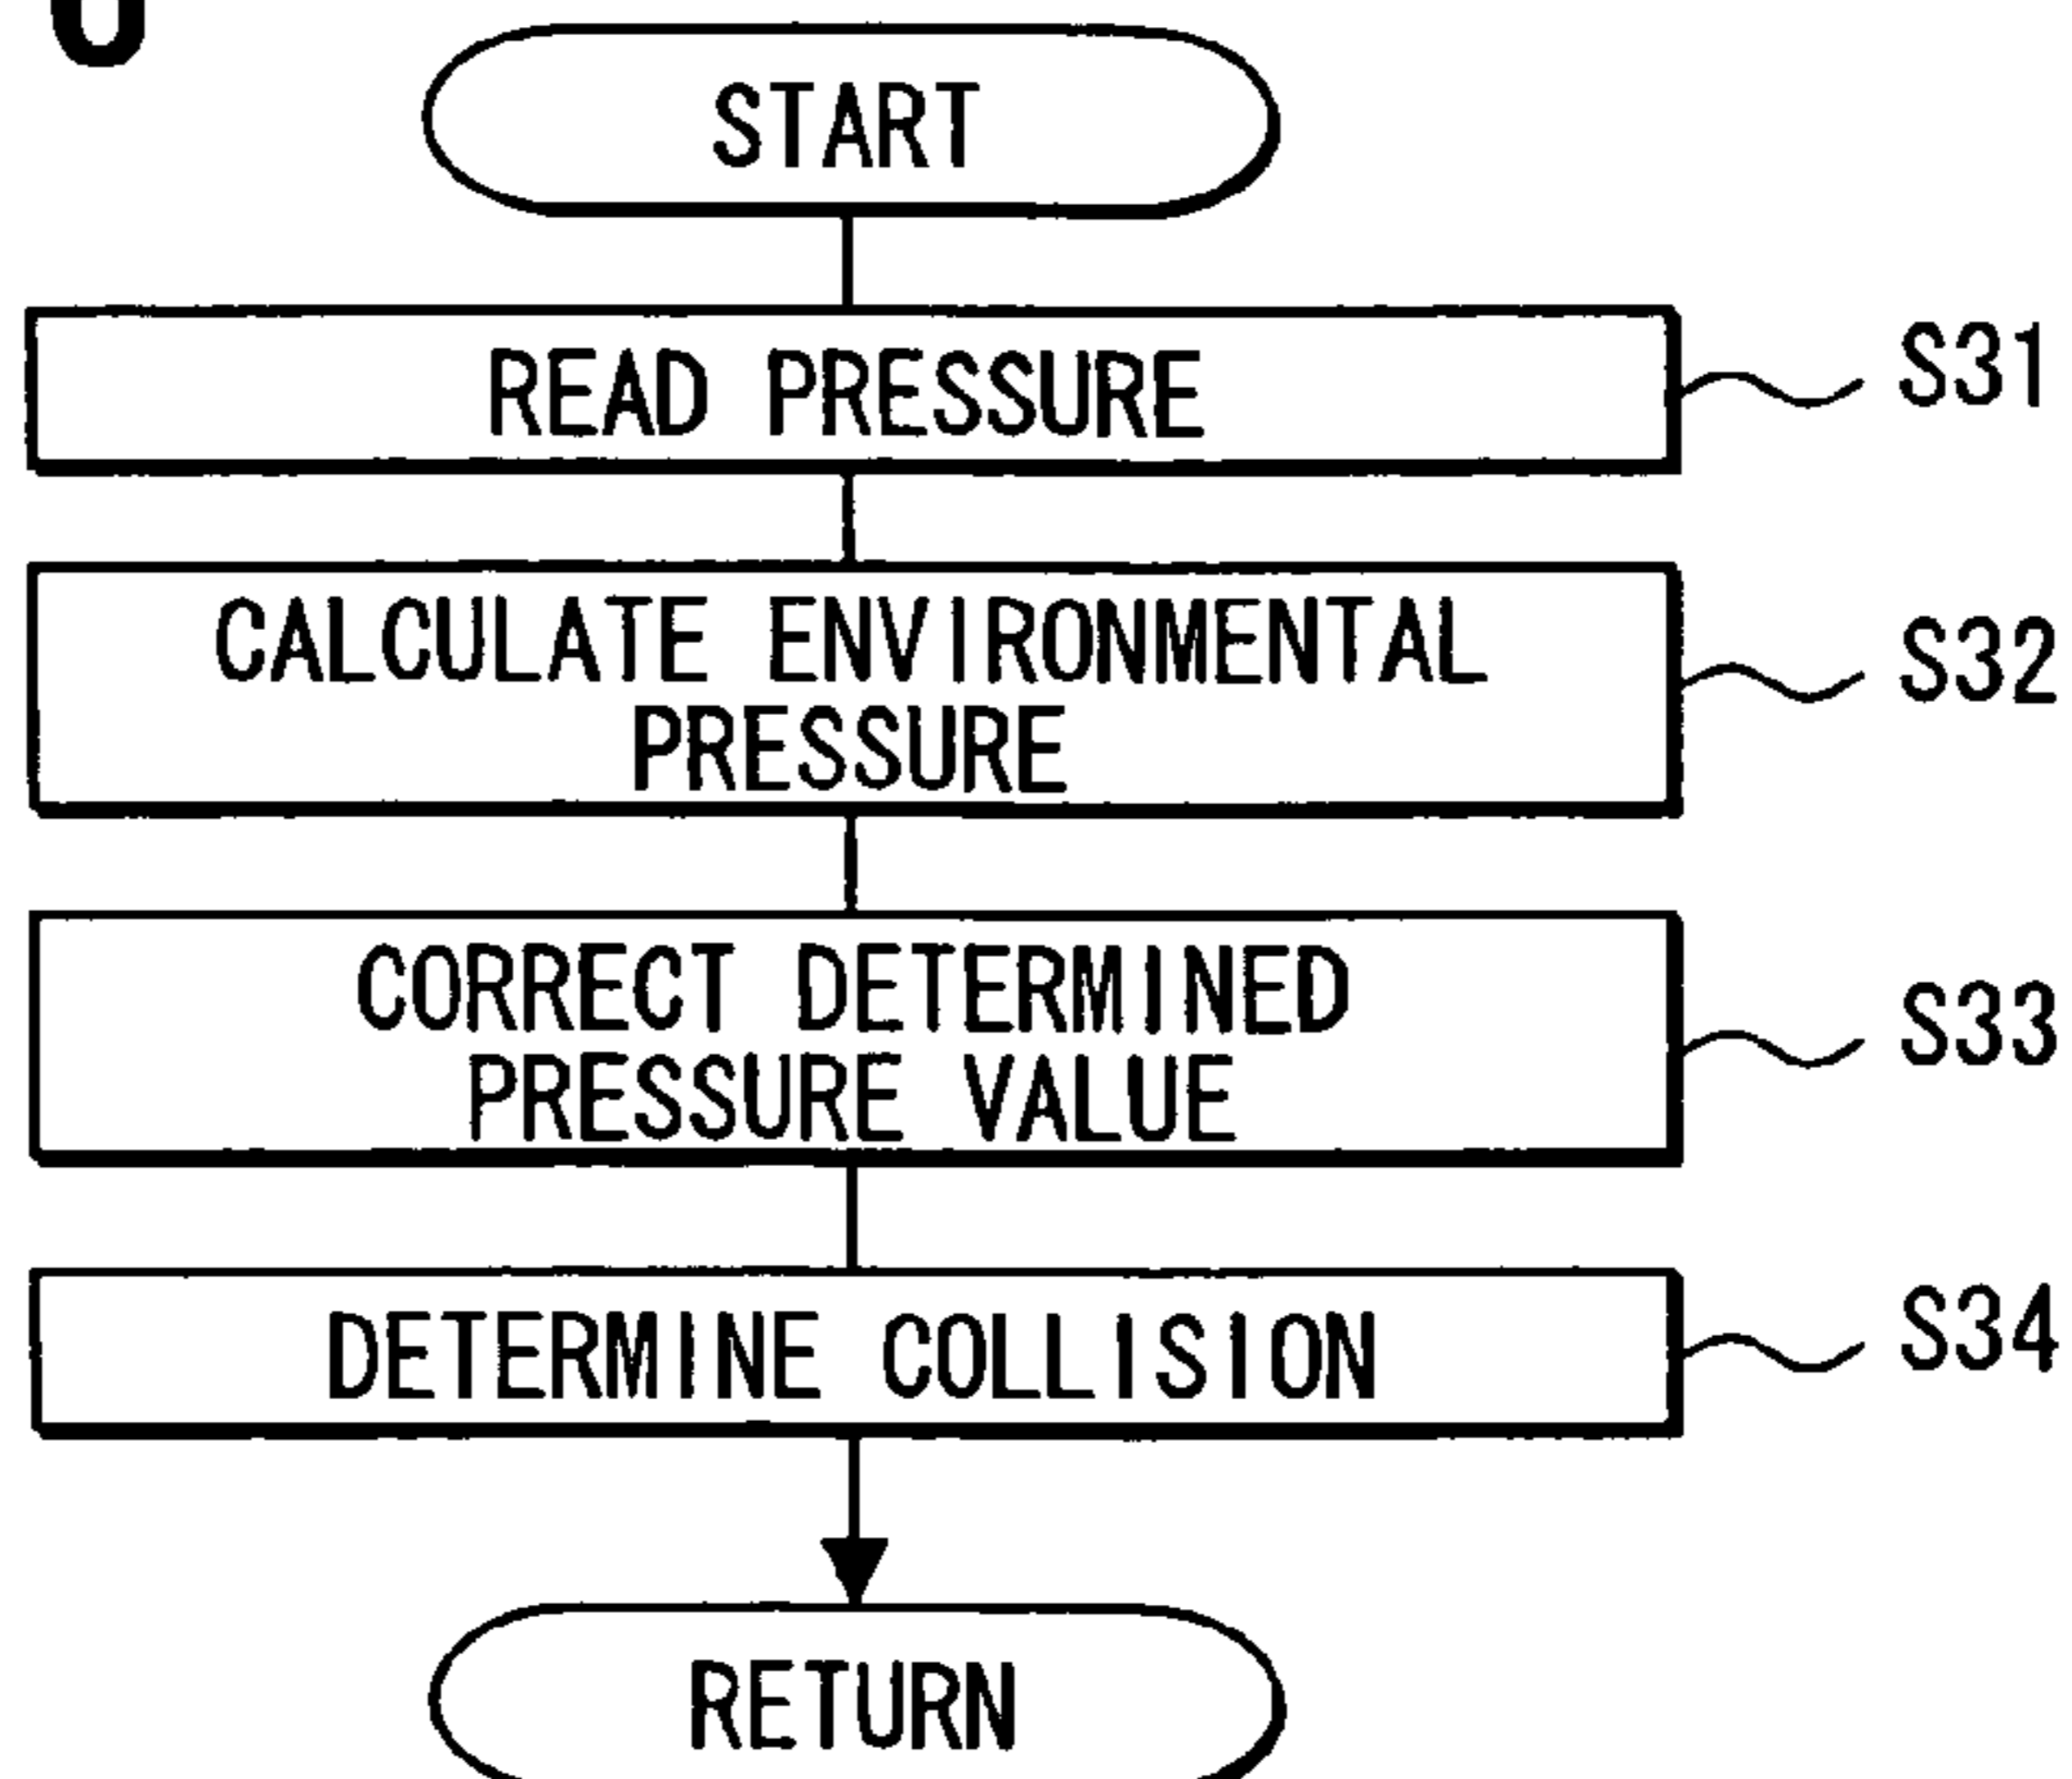 START
READ PRESSURE
S31
CALCULATE ENVIRONMENTAL
PRESSURE
S32
CORRECT DETERMINED
PRESSURE VALUE
S33
DETERMINE COLLISION
S34
RETURN